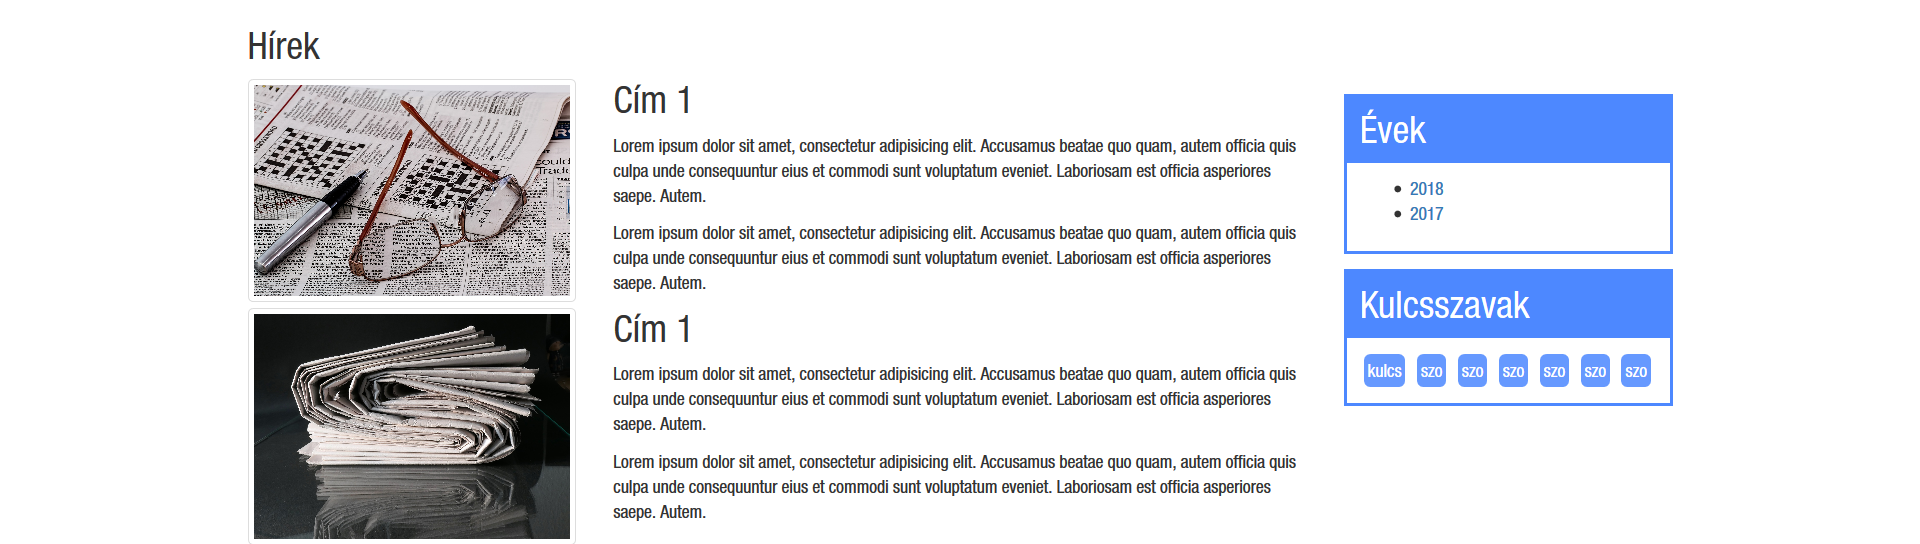 Hírek
Cím 1
Lorem ipsum dolor sit amet, consectetur adipisicing elit. Accusamus beatae quo quam, autem officia quis
culpa unde consequuntur eius et commodi sunt voluptatum eveniet. Laboriosam est officia asperiores
saepe. Autem.
Lorem ipsum dolor sit amet, consectetur adipisicing elit. Accusamus beatae quo quam, autem officia quis
culpa unde consequuntur eius et commodi sunt voluptatum eveniet. Laboriosam est officia asperiores
saepe. Autem.
Cím 1
Lorem ipsum dolor sit amet, consectetur adipisicing elit. Accusamus beatae quo quam, autem officia quis
culpa unde consequuntur eius et commodi sunt voluptatum eveniet. Laboriosam est officia asperiores
saepe. Autem.
Lorem ipsum dolor sit amet, consectetur adipisicing elit. Accusamus beatae quo quam, autem officia quis
culpa unde consequuntur eius et commodi sunt voluptatum eveniet. Laboriosam est officia asperiores
saepe. Autem.
Évek
2018
2017
Kulcsszavak
kulcs szo szo szo szo szo szo